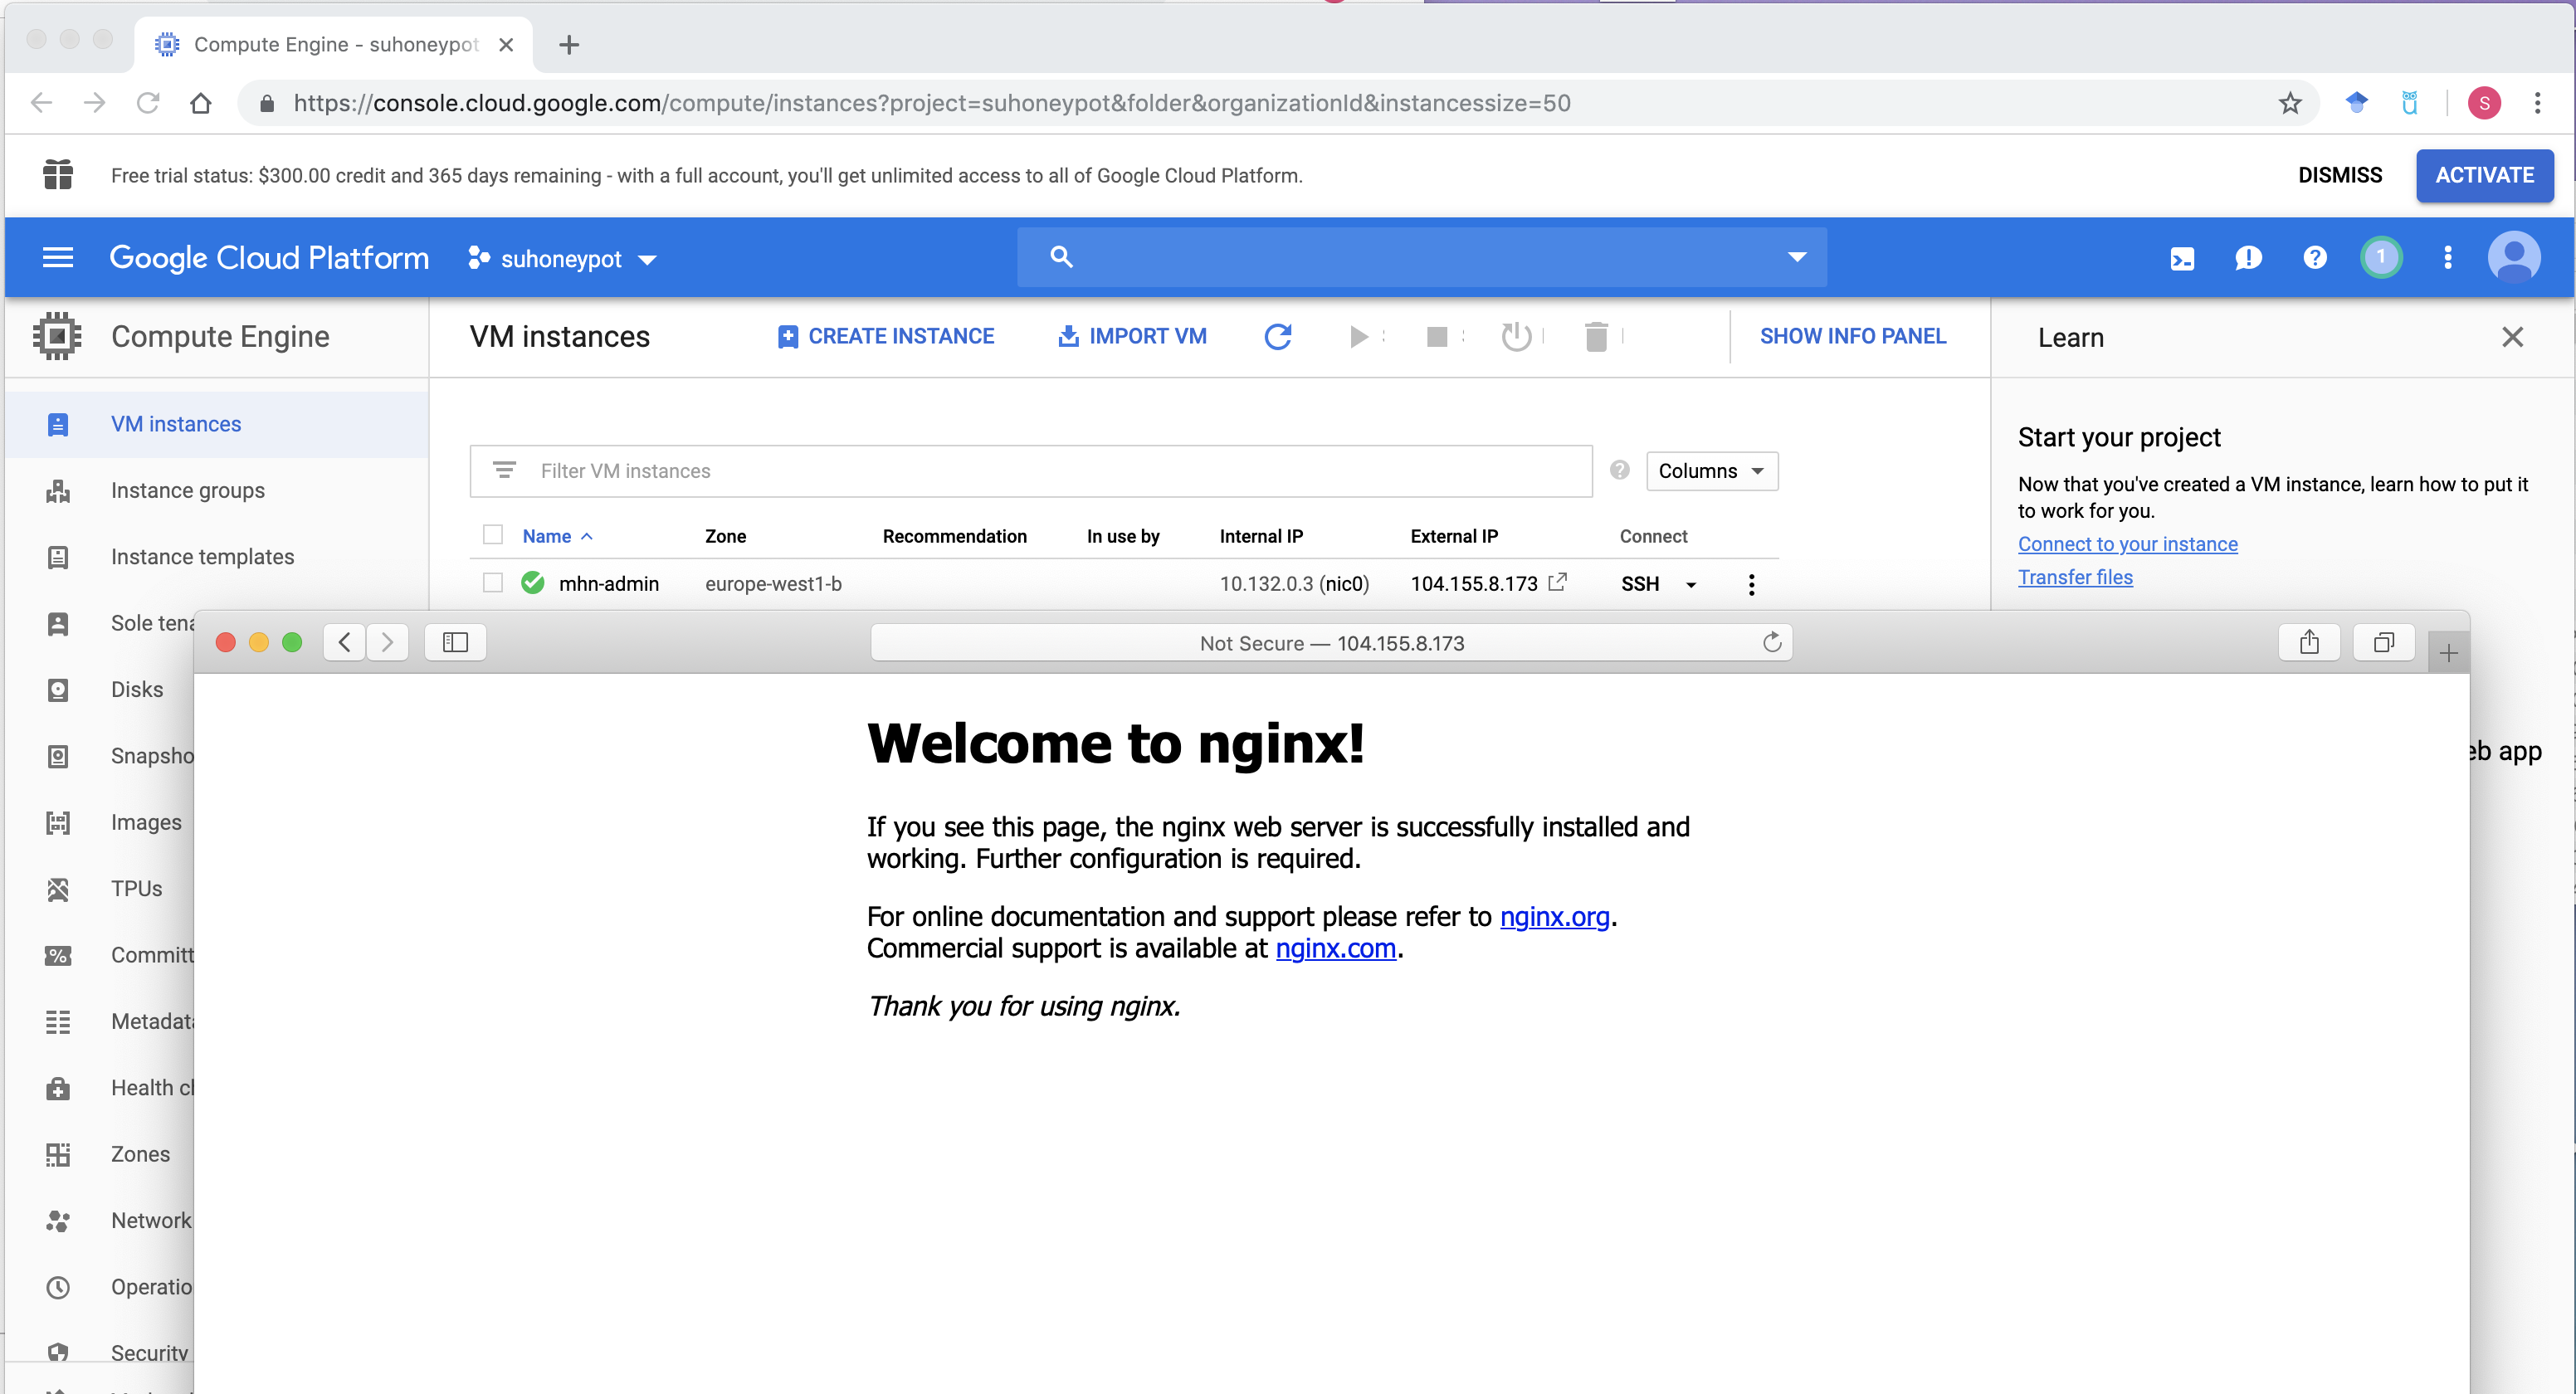 Compute Engine - suhoneypot
https://console.cloud.google.com/compute/instances?project=suhoneypot&folder&organizationId&instancessize=50
S
Free trial status: $300.00 credit and 365 days remaining - with a full account, you'll get unlimited access to all of Google Cloud Platform.
DISMISS
ACTIVATE
Google Cloud Platform
suhoneypot
1
Compute Engine
VM instances
CREATE INSTANCE
IMPORT VM
SHOW INFO PANEL
Learn
VM instances
Instance groups
Instance templates
Sole tena
Disks
Snapsho
Images
TPUs
Committ
Metadata
Health cl
Zones
Network
Operatio
Security
Filter VM instances
Columns
Name Zone Recommendation In use by Internal IP External IP Connect
mhn-admin europe-west1-b 10.132.0.3 (nic0) 104.155.8.173 SSH
Start your project
Now that you've created a VM instance, learn how to put it
to work for you.
Connect to your instance
Transfer files
eb app
Not Secure — 104.155.8.173
Welcome to nginx!
If you see this page, the nginx web server is successfully installed and
working. Further configuration is required.
For online documentation and support please refer to nginx.org.
Commercial support is available at nginx.com.
Thank you for using nginx.